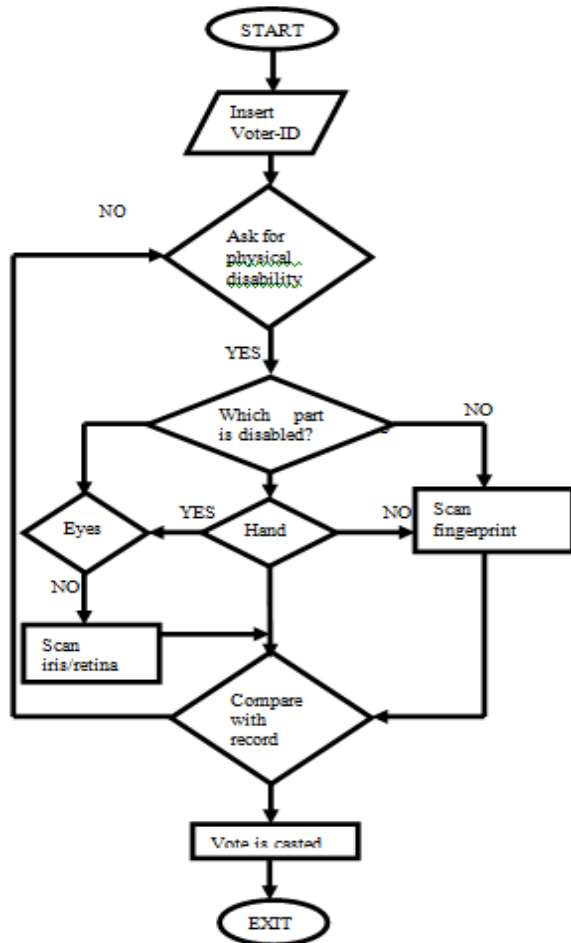 START
Insert
Voter-ID
NO
Ask for
physical
disability
YES
Which part
is disabled?
NO
Eyes
YES
Hand
NO
Scan
fingerprint
NO
Scan
iris/retina
Compare
with
record
Vote is casted
EXIT